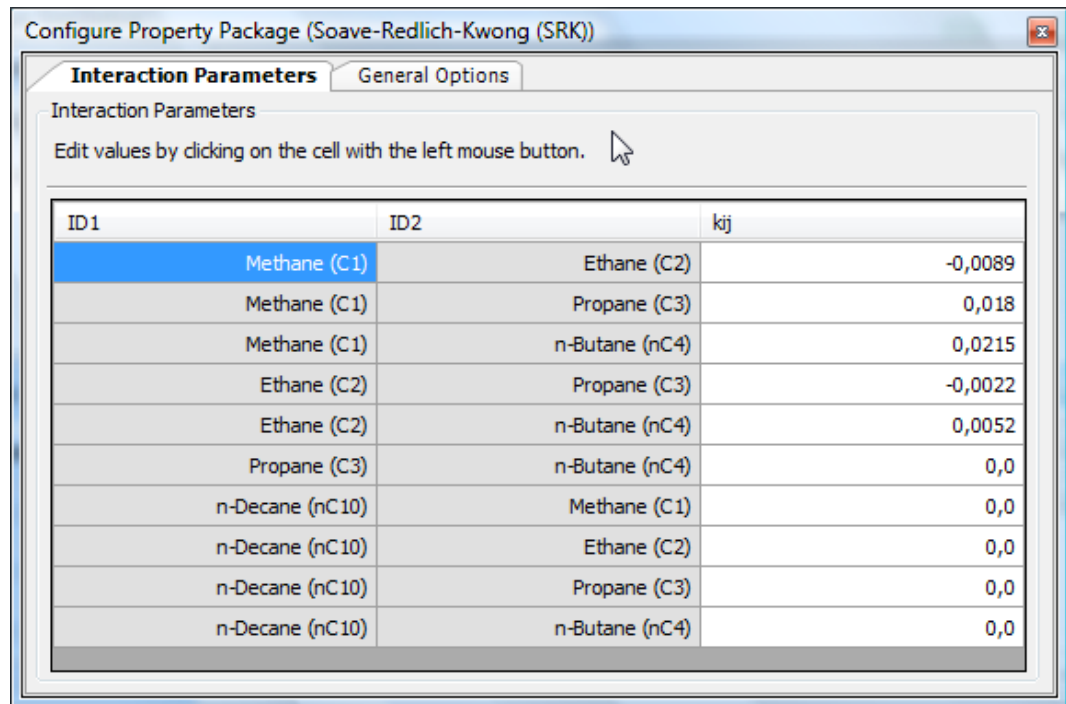 Configure Property Package (Soave-Redlich-Kwong (SRK))
Interaction Parameters General Options
Interaction Parameters
Edit values by clicking on the cell with the left mouse button.
ID1 ID2 kij
Methane (C1) Ethane (C2) -0,0089
Methane (C1) Propane (C3) 0,018
Methane (C1) n-Butane (nC4) 0,0215
Ethane (C2) Propane (C3) -0,0022
Ethane (C2) n-Butane (nC4) 0,0052
Propane (C3) n-Butane (nC4) 0,0
n-Decane (nC10) Methane (C1) 0,0
n-Decane (nC10) Ethane (C2) 0,0
n-Decane (nC10) Propane (C3) 0,0
n-Decane (nC10) n-Butane (nC4) 0,0